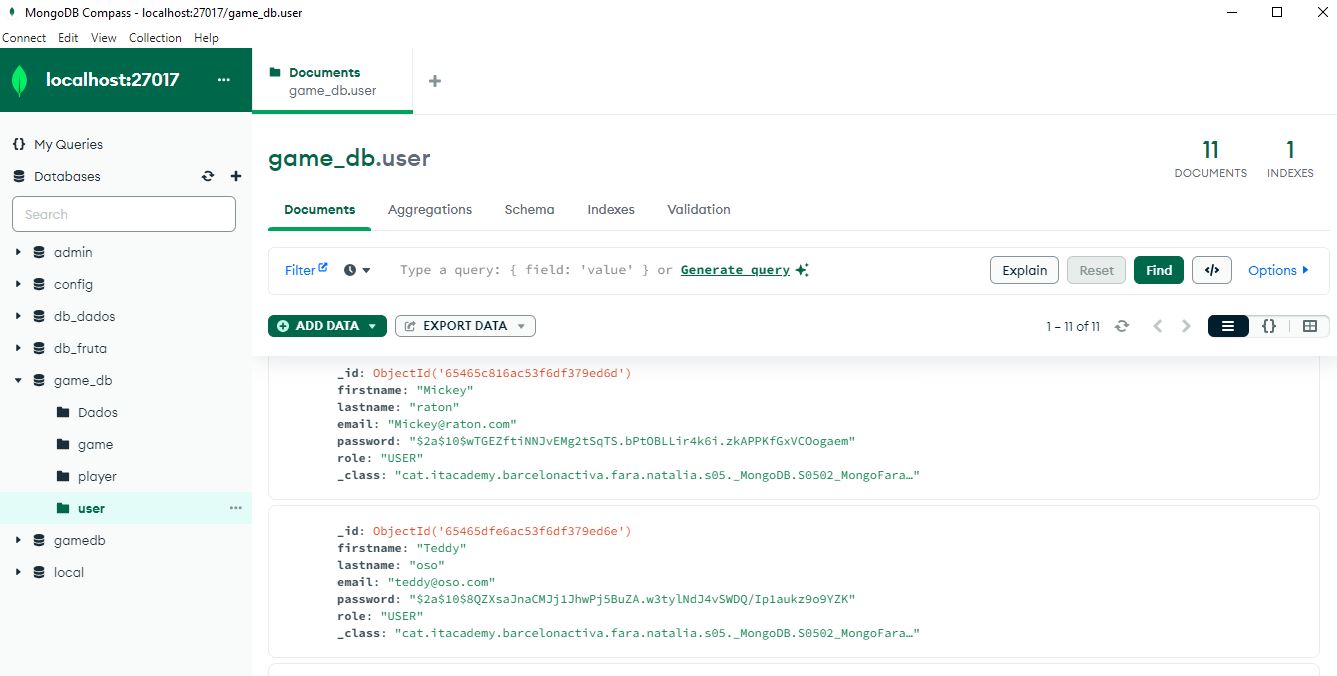 MongoDB Compass - localhost:27017/game_db.user
Connect Edit View Collection Help
localhost:27017 ...
Documents
game_db.user
{} My Queries
Databases
Search
admin
config
db_dados
db_fruta
game_db
Dados
game
player
user ...
gamedb
local
game_db.user
11
DOCUMENTS
1
INDEXES
Documents Aggregations Schema Indexes Validation
Filter Type a query: { field: 'value' } or Generate query Explain Reset Find </> Options
ADD DATA EXPORT DATA 1 – 11 of 11 {}
_id: ObjectId('65465c816ac53f6df379ed6d')
firstname: "Mickey"
lastname: "raton"
email: "Mickey@raton.com"
password: "$2a$10$wTGEZftiNNJvEMg2tSqTS.bPtOBLLir4k6i.zkAPPKfGxVCOogaem"
role: "USER"
_class: "cat.itacademy.barcelonactiva.fara.natalia.s05._MongoDB.S0502_MongoFara…"
_id: ObjectId('65465dfe6ac53f6df379ed6e')
firstname: "Teddy"
lastname: "oso"
email: "teddy@oso.com"
password: "$2a$10$8QZXsaJnaCMJj1JhwPj5BuZA.w3tylNdJ4vSWDQ/Ip1aukz9o9YZK"
role: "USER"
_class: "cat.itacademy.barcelonactiva.fara.natalia.s05._MongoDB.S0502_MongoFara…"